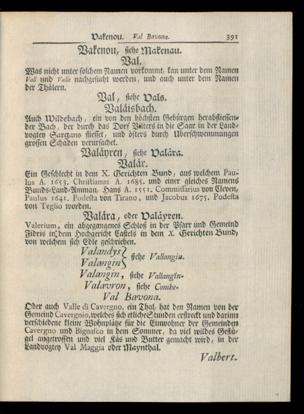 Vakenou. Val Bavona. 391
Vakenou, siehe Makenau.
Val.
Was nicht unter solchem Namen vorkommt, kan unter dem Namen
Vall und Valle nachgesucht werden, und auch unter dem Namen
der Thälern.
Val, siehe Vals.
Valäisbach.
Auch Wildebach, ein von den höchsten Gebürgen herabfliessen-
der Bach, der durch das Dorf Vilters in die Saar in der Land-
vogtey Sargans fliesset, und öfters durch Uberschwemmungen
grossen Schaden verursachet.
Valäyren, siehe Valära.
Valär.
Ein Geschlecht in dem X. Gerichten Bund, aus welchem Pau-
lus A. 1653. Christianus A. 1685. und einer gleiches Namens
Bunds-Land-Amman. Hans A. 1551. Commissarius von Cleven,
Paulus 1641. Podesta von Tirano, und Jacobus 1675. Podesta
von Teglio worden.
Valära, oder Valäyren.
Valerium, ein abgegangenes Schloß in der Pfarr und Gemeind
Fideris in dem Hochgericht Castels in dem X. Gerichten Bund,
von welchem sich Edle geschrieben.
Valandys
Valangin } siehe Vallangin.
Valangin, siehe Vallangin.
Valavron, siehe Combe.
Val Bavona.
Oder auch Valle di Cavergno, ein Thal, hat den Namen von der
Gemeind Cavergnio, welches sich etliche Stunden erstreckt und darinn
verschiedene kleine Wohnplätze für die Einwohner der Gemeinden
Cavergno und Bignasco in dem Sommer, da viel wildes Geflü-
gel angetroffen und viel Käs und Butter gemacht wird, in der
Landvogtey Val Maggia oder Maynthal.
Valbert.